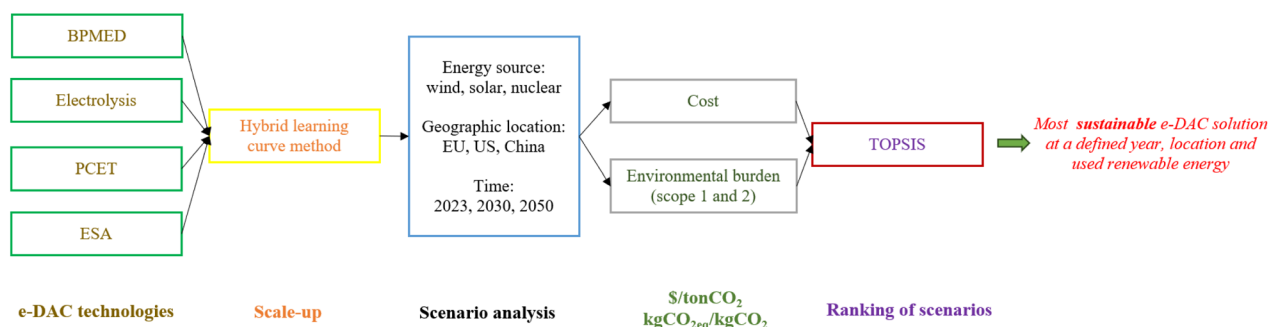 BPMED
Electrolysis
PCET
ESA
Hybrid learning
curve method
Energy source:
wind, solar, nuclear
Geographic location:
EU, US, China
Time:
2023, 2030, 2050
Cost
Environmental burden
(scope 1 and 2)
TOPSIS
Most sustainable e-DAC solution
at a defined year, location and
used renewable energy
e-DAC technologies
Scale-up
Scenario analysis
$/tonCO₂
kgCO₂eq/kgCO₂
Ranking of scenarios